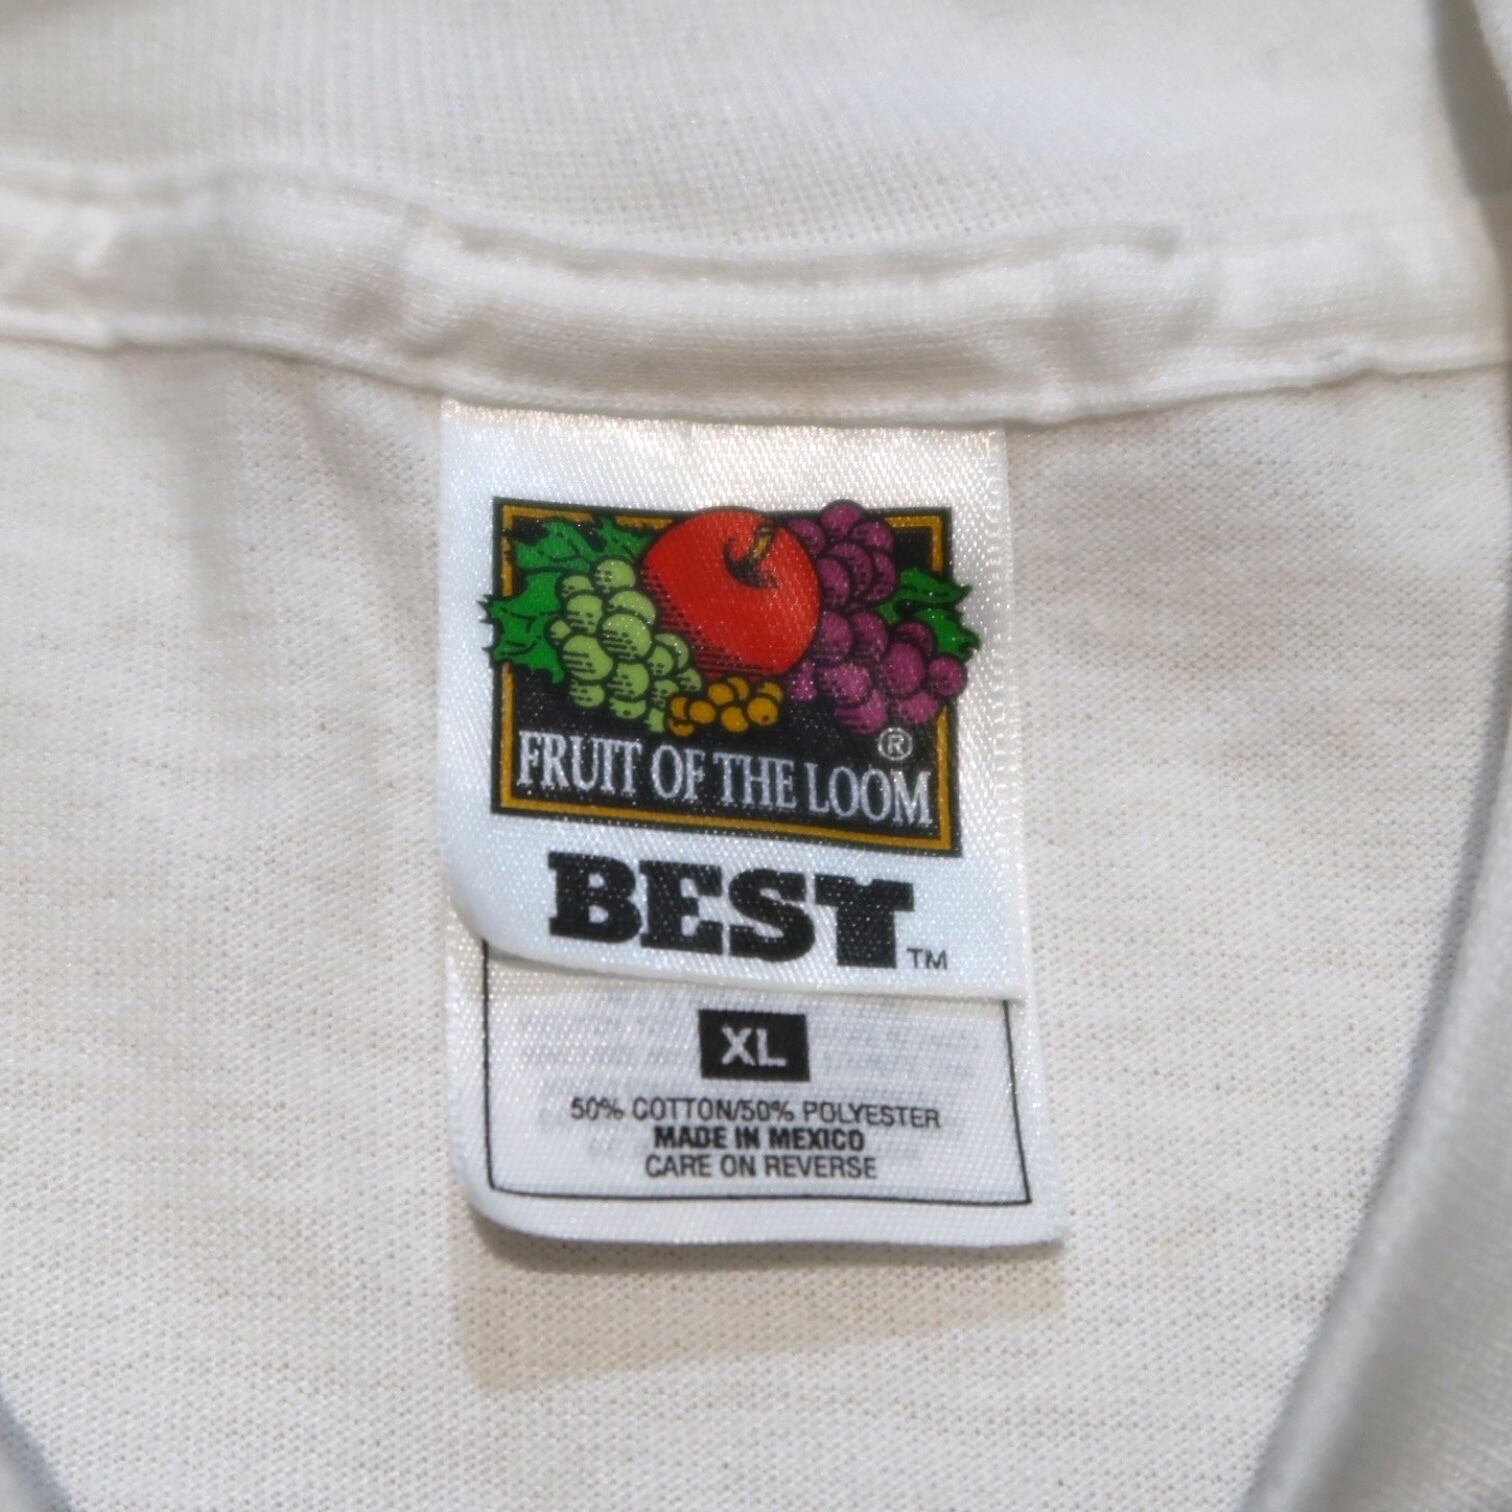 ®
FRUIT OF THE LOOM
BEST™
XL
50% COTTON/50% POLYESTER
MADE IN MEXICO
CARE ON REVERSE